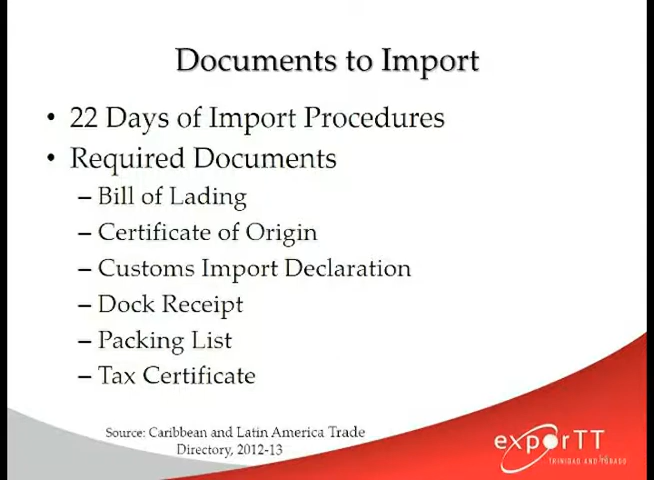 Documents to Import
• 22 Days of Import Procedures
• Required Documents
– Bill of Lading
– Certificate of Origin
– Customs Import Declaration
– Dock Receipt
– Packing List
– Tax Certificate
Source: Caribbean and Latin America Trade
Directory, 2012-13
exporTT
TRINIDAD AND TOBAGO